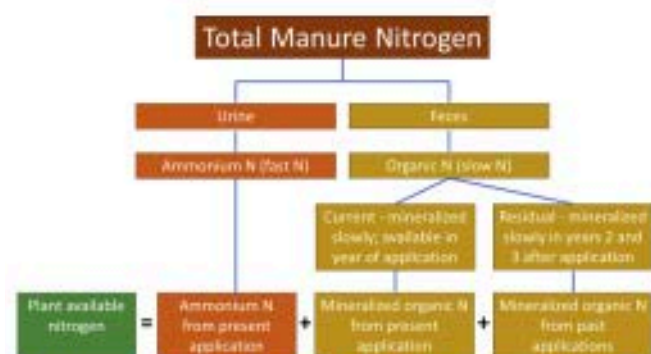 Total Manure Nitrogen
Urine
Feces
Ammonium N (fast N)
Organic N (slow N)
Current - mineralized
slowly; available in
year of application
Residual - mineralized
slowly in years 2 and
3 after application
Plant available
nitrogen
=
Ammonium N
from present
application
+
Mineralized organic N
from present
application
+
Mineralized organic N
from past
applications